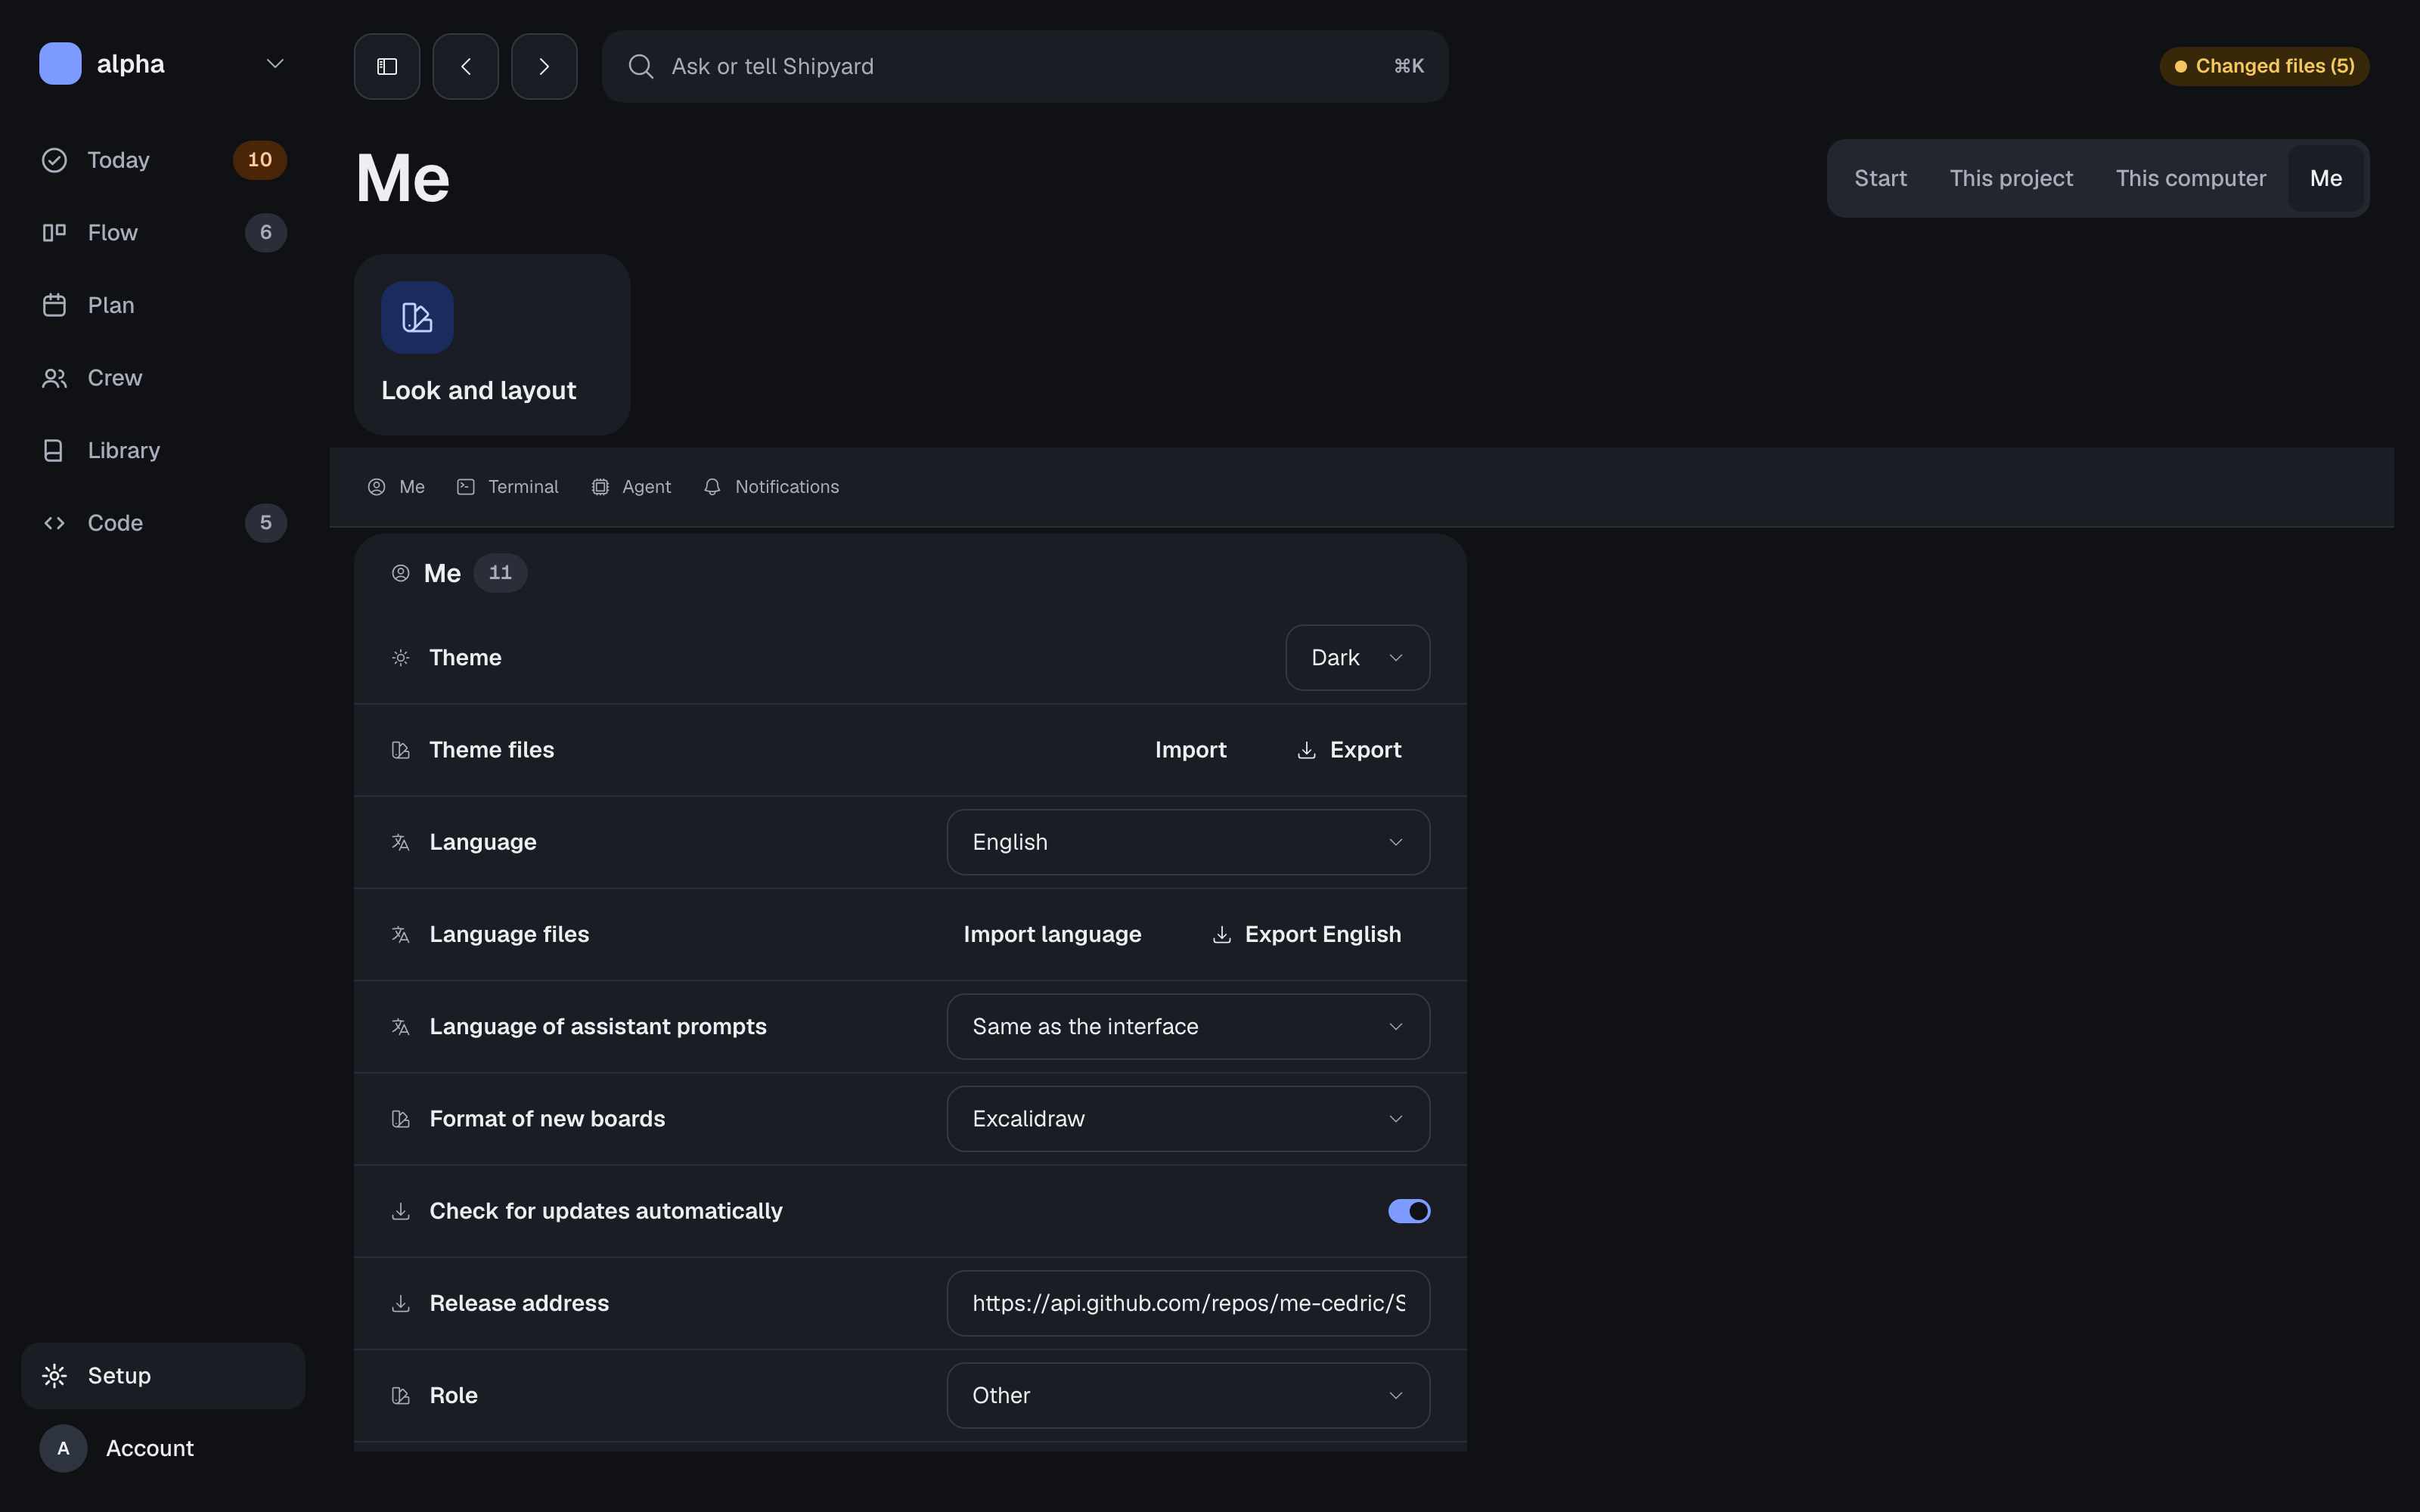 alpha
Ask or tell Shipyard ⌘K
Changed files (5)
Today 10
Flow 6
Plan
Crew
Library
Code 5
Setup
A Account
Me
Start This project This computer Me
Look and layout
Me Terminal Agent Notifications
Me 11
Theme Dark
Theme files Import Export
Language English
Language files Import language Export English
Language of assistant prompts Same as the interface
Format of new boards Excalidraw
Check for updates automatically
Release address https://api.github.com/repos/me-cedric/S
Role Other